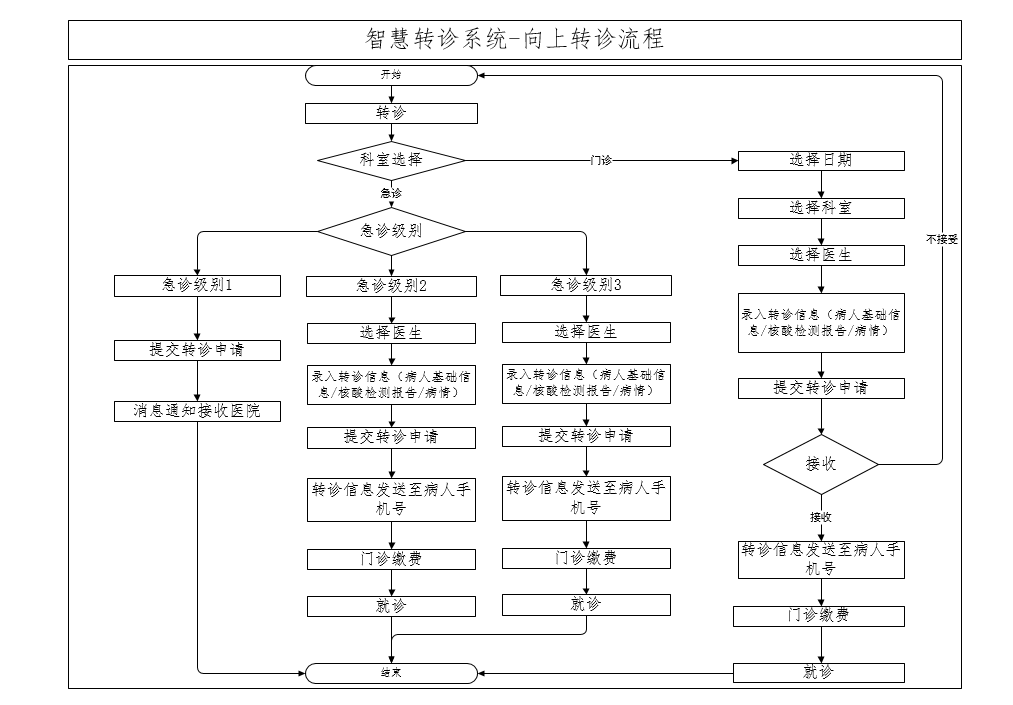 智慧转诊系统-向上转诊流程
开始
转诊
科室选择
门诊
急诊
急诊级别
急诊级别1
提交转诊申请
消息通知接收医院
急诊级别2
选择医生
录入转诊信息（病人基础信
息/核酸检测报告/病情）
提交转诊申请
转诊信息发送至病人手
机号
门诊缴费
就诊
急诊级别3
选择医生
录入转诊信息（病人基础信
息/核酸检测报告/病情）
提交转诊申请
转诊信息发送至病人手
机号
门诊缴费
就诊
选择日期
选择科室
选择医生
录入转诊信息（病人基础信
息/核酸检测报告/病情）
提交转诊申请
接收
不接受
接收
转诊信息发送至病人手
机号
门诊缴费
就诊
结束